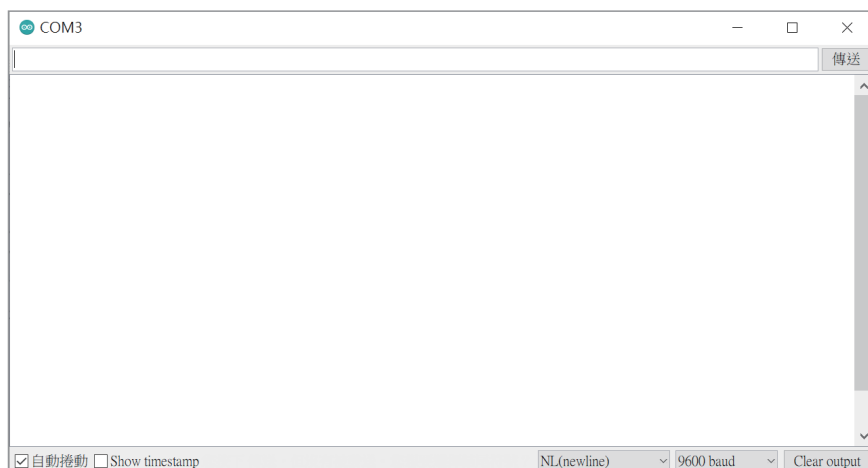 COM3
傳送
自動捲動 Show timestamp NL(newline) 9600 baud Clear output